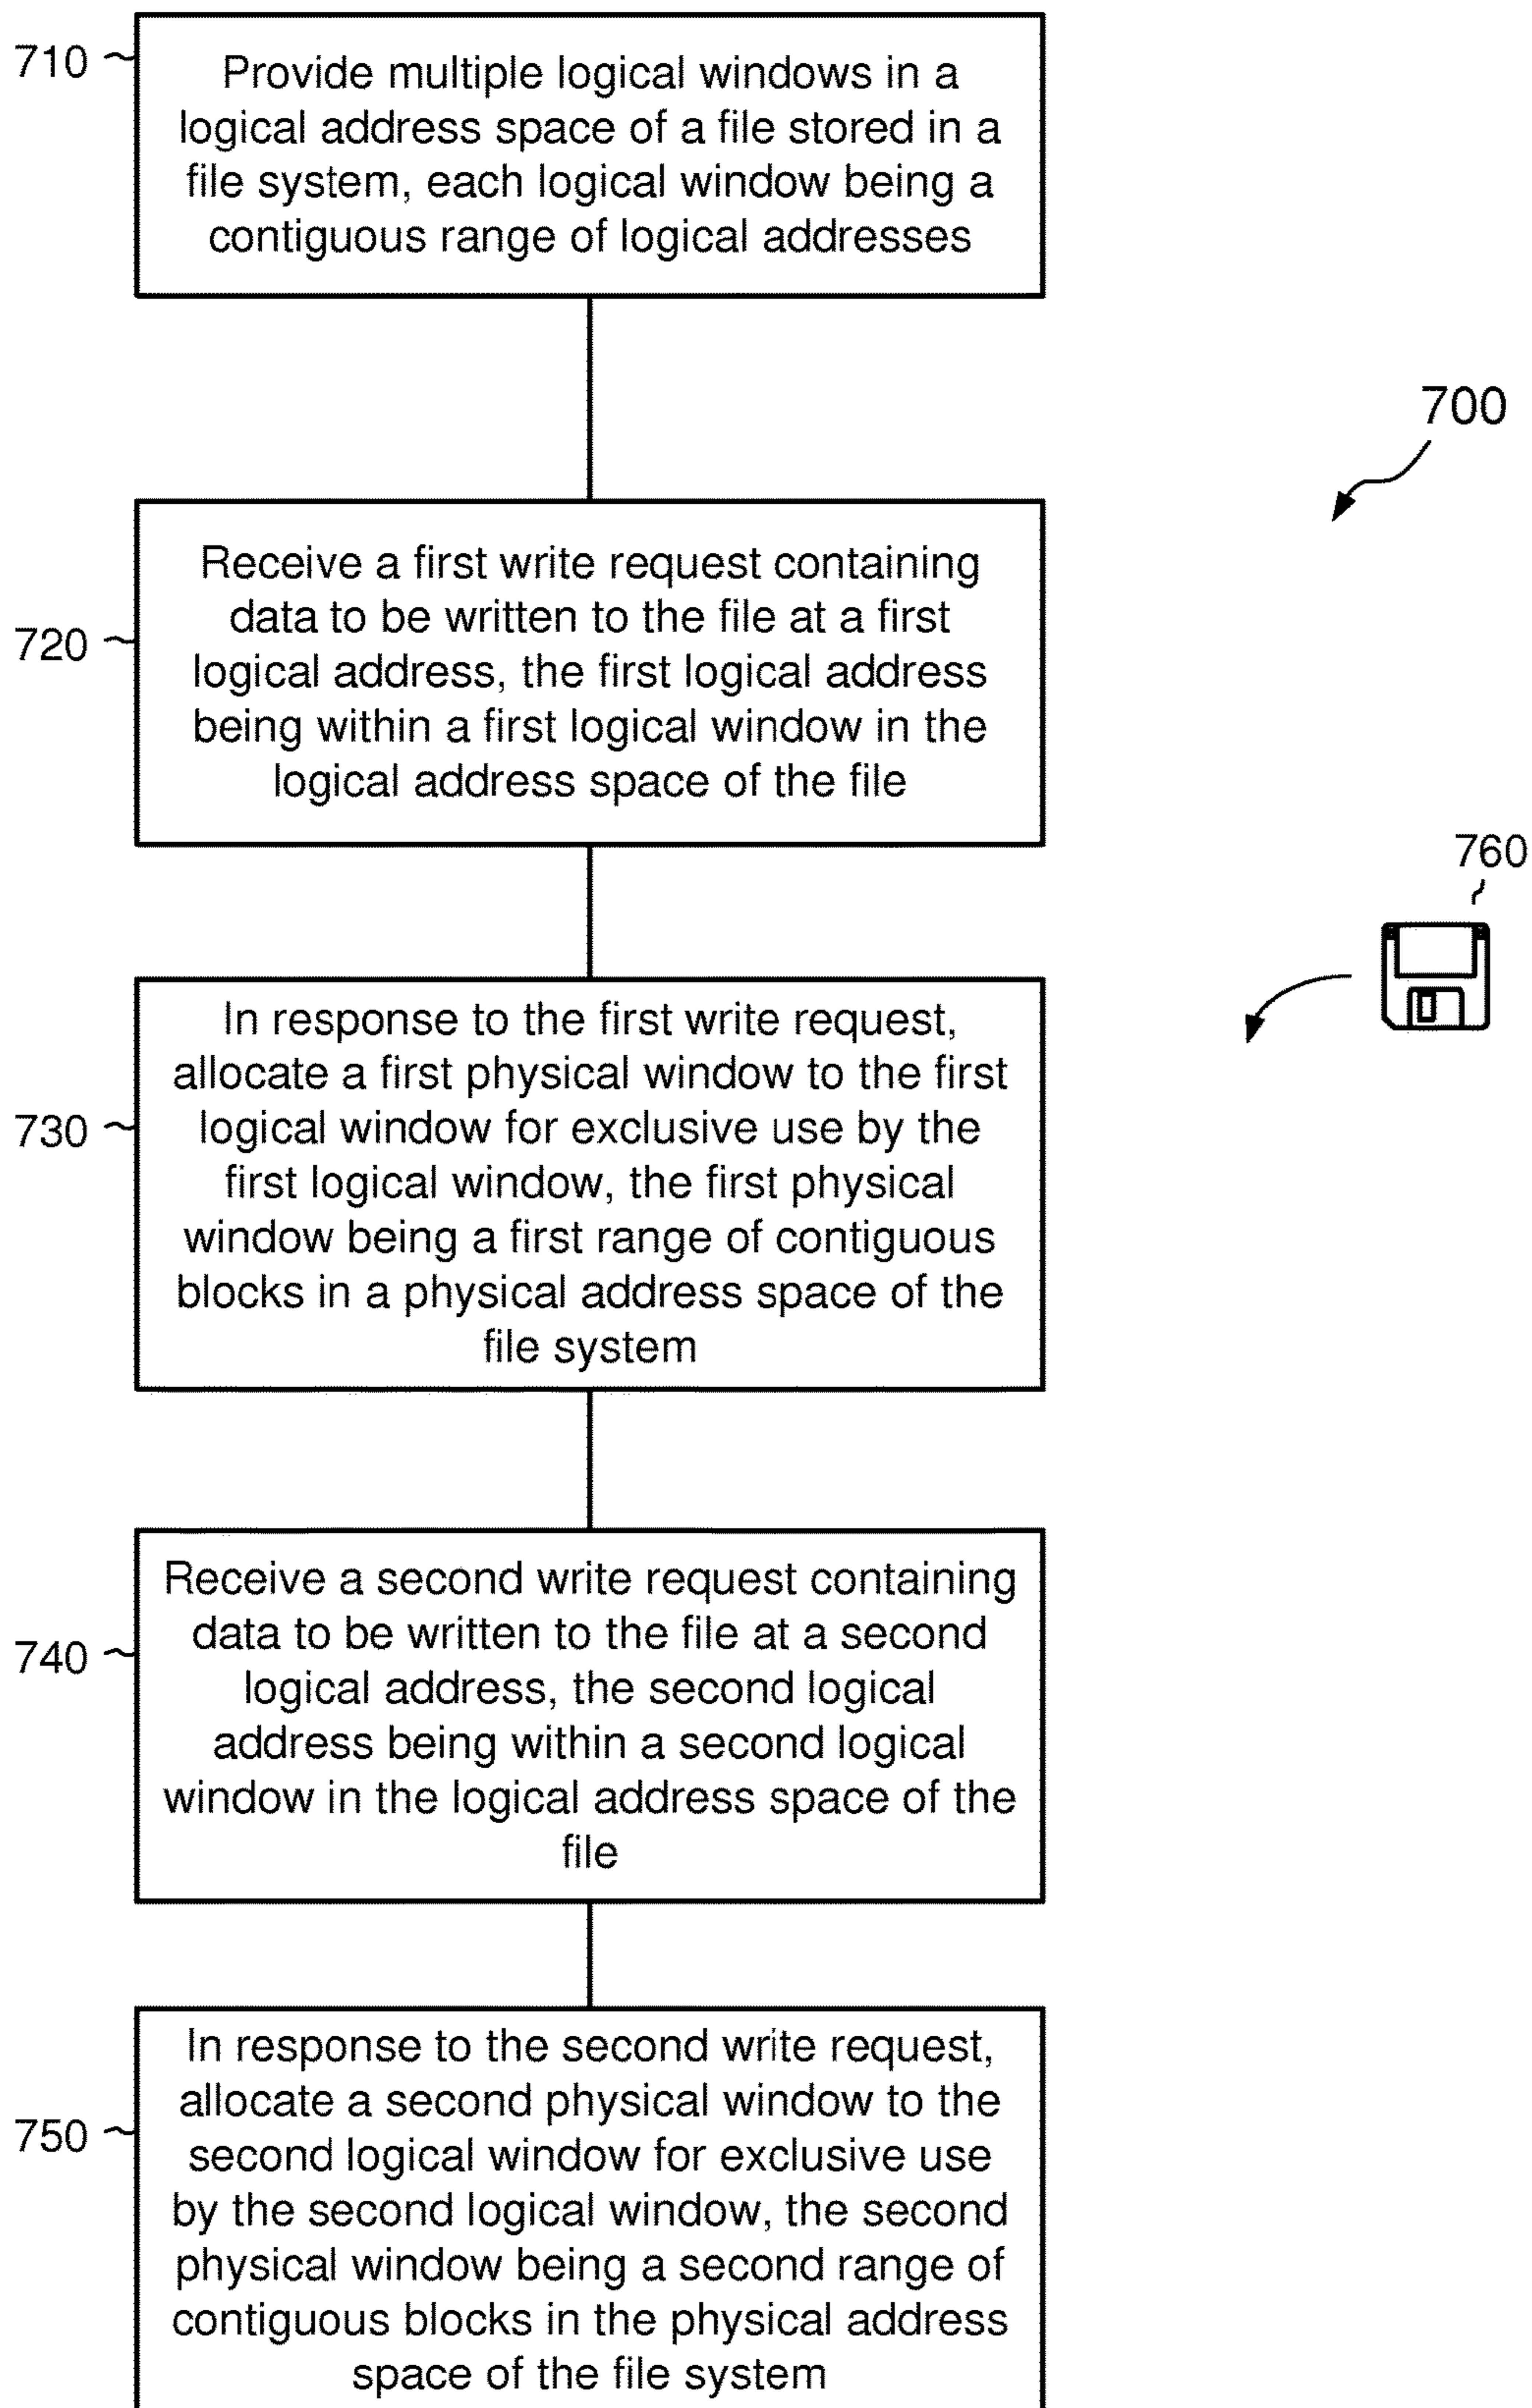 710
Provide multiple logical windows in a
logical address space of a file stored in a
file system, each logical window being a
contiguous range of logical addresses
700
720
Receive a first write request containing
data to be written to the file at a first
logical address, the first logical address
being within a first logical window in the
logical address space of the file
760
730
In response to the first write request,
allocate a first physical window to the first
logical window for exclusive use by the
first logical window, the first physical
window being a first range of contiguous
blocks in a physical address space of the
file system
740
Receive a second write request containing
data to be written to the file at a second
logical address, the second logical
address being within a second logical
window in the logical address space of the
file
750
In response to the second write request,
allocate a second physical window to the
second logical window for exclusive use
by the second logical window, the second
physical window being a second range of
contiguous blocks in the physical address
space of the file system